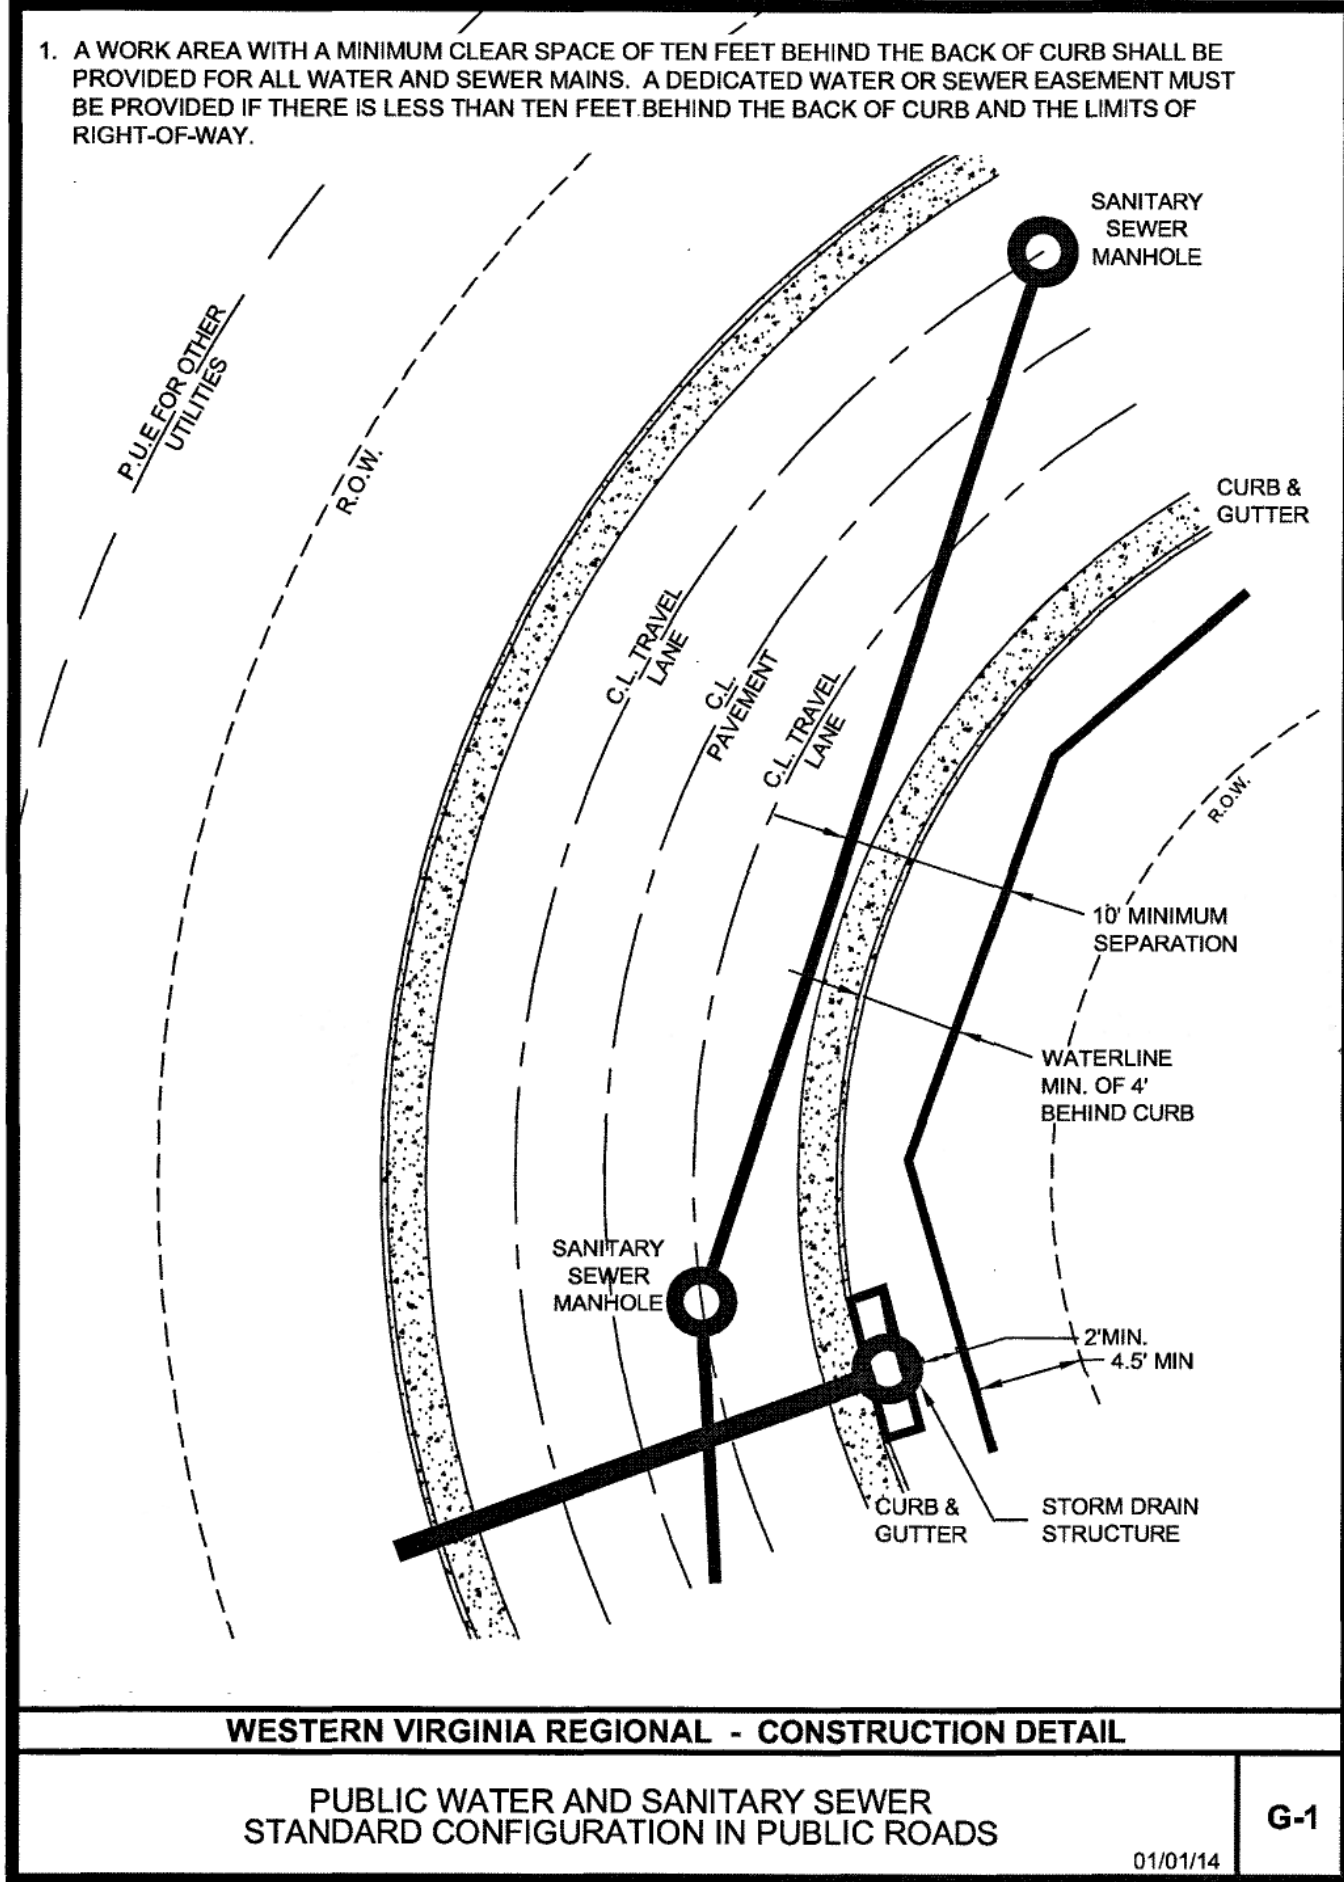 1. A WORK AREA WITH A MINIMUM CLEAR SPACE OF TEN FEET BEHIND THE BACK OF CURB SHALL BE
PROVIDED FOR ALL WATER AND SEWER MAINS. A DEDICATED WATER OR SEWER EASEMENT MUST
BE PROVIDED IF THERE IS LESS THAN TEN FEET BEHIND THE BACK OF CURB AND THE LIMITS OF
RIGHT-OF-WAY.
SANITARY
SEWER
MANHOLE
P.U.E FOR OTHER
UTILITIES
R.O.W.
CURB &
GUTTER
C.L. TRAVEL
LANE
C.L.
PAVEMENT
C.L. TRAVEL
LANE
R.O.W.
10' MINIMUM
SEPARATION
WATERLINE
MIN. OF 4'
BEHIND CURB
SANITARY
SEWER
MANHOLE
2'MIN.
4.5' MIN
CURB &
GUTTER
STORM DRAIN
STRUCTURE
WESTERN VIRGINIA REGIONAL - CONSTRUCTION DETAIL
PUBLIC WATER AND SANITARY SEWER
STANDARD CONFIGURATION IN PUBLIC ROADS
G-1
01/01/14